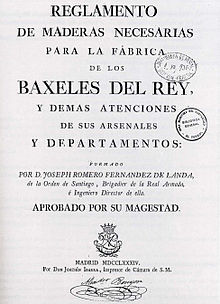 REGLAMENTO
DE MADERAS NECESARIAS
PARA LA FÁBRICA
DE LOS
BAXELES DEL REY,
Y DEMAS ATENCIONES
DE SUS ARSENALES
Y DEPARTAMENTOS:
FORMADO
POR D. JOSEPH ROMERO FERNANDEZ DE LANDA,
de la Orden de Santiago, Brigadier de la Real Armada,
é Ingeniero Director de ella.
APROBADO POR SU MAGESTAD.
MADRID MDCCLXXXIV.
Por Don Joachin Ibarra, Impresor de Cámara de S. M.